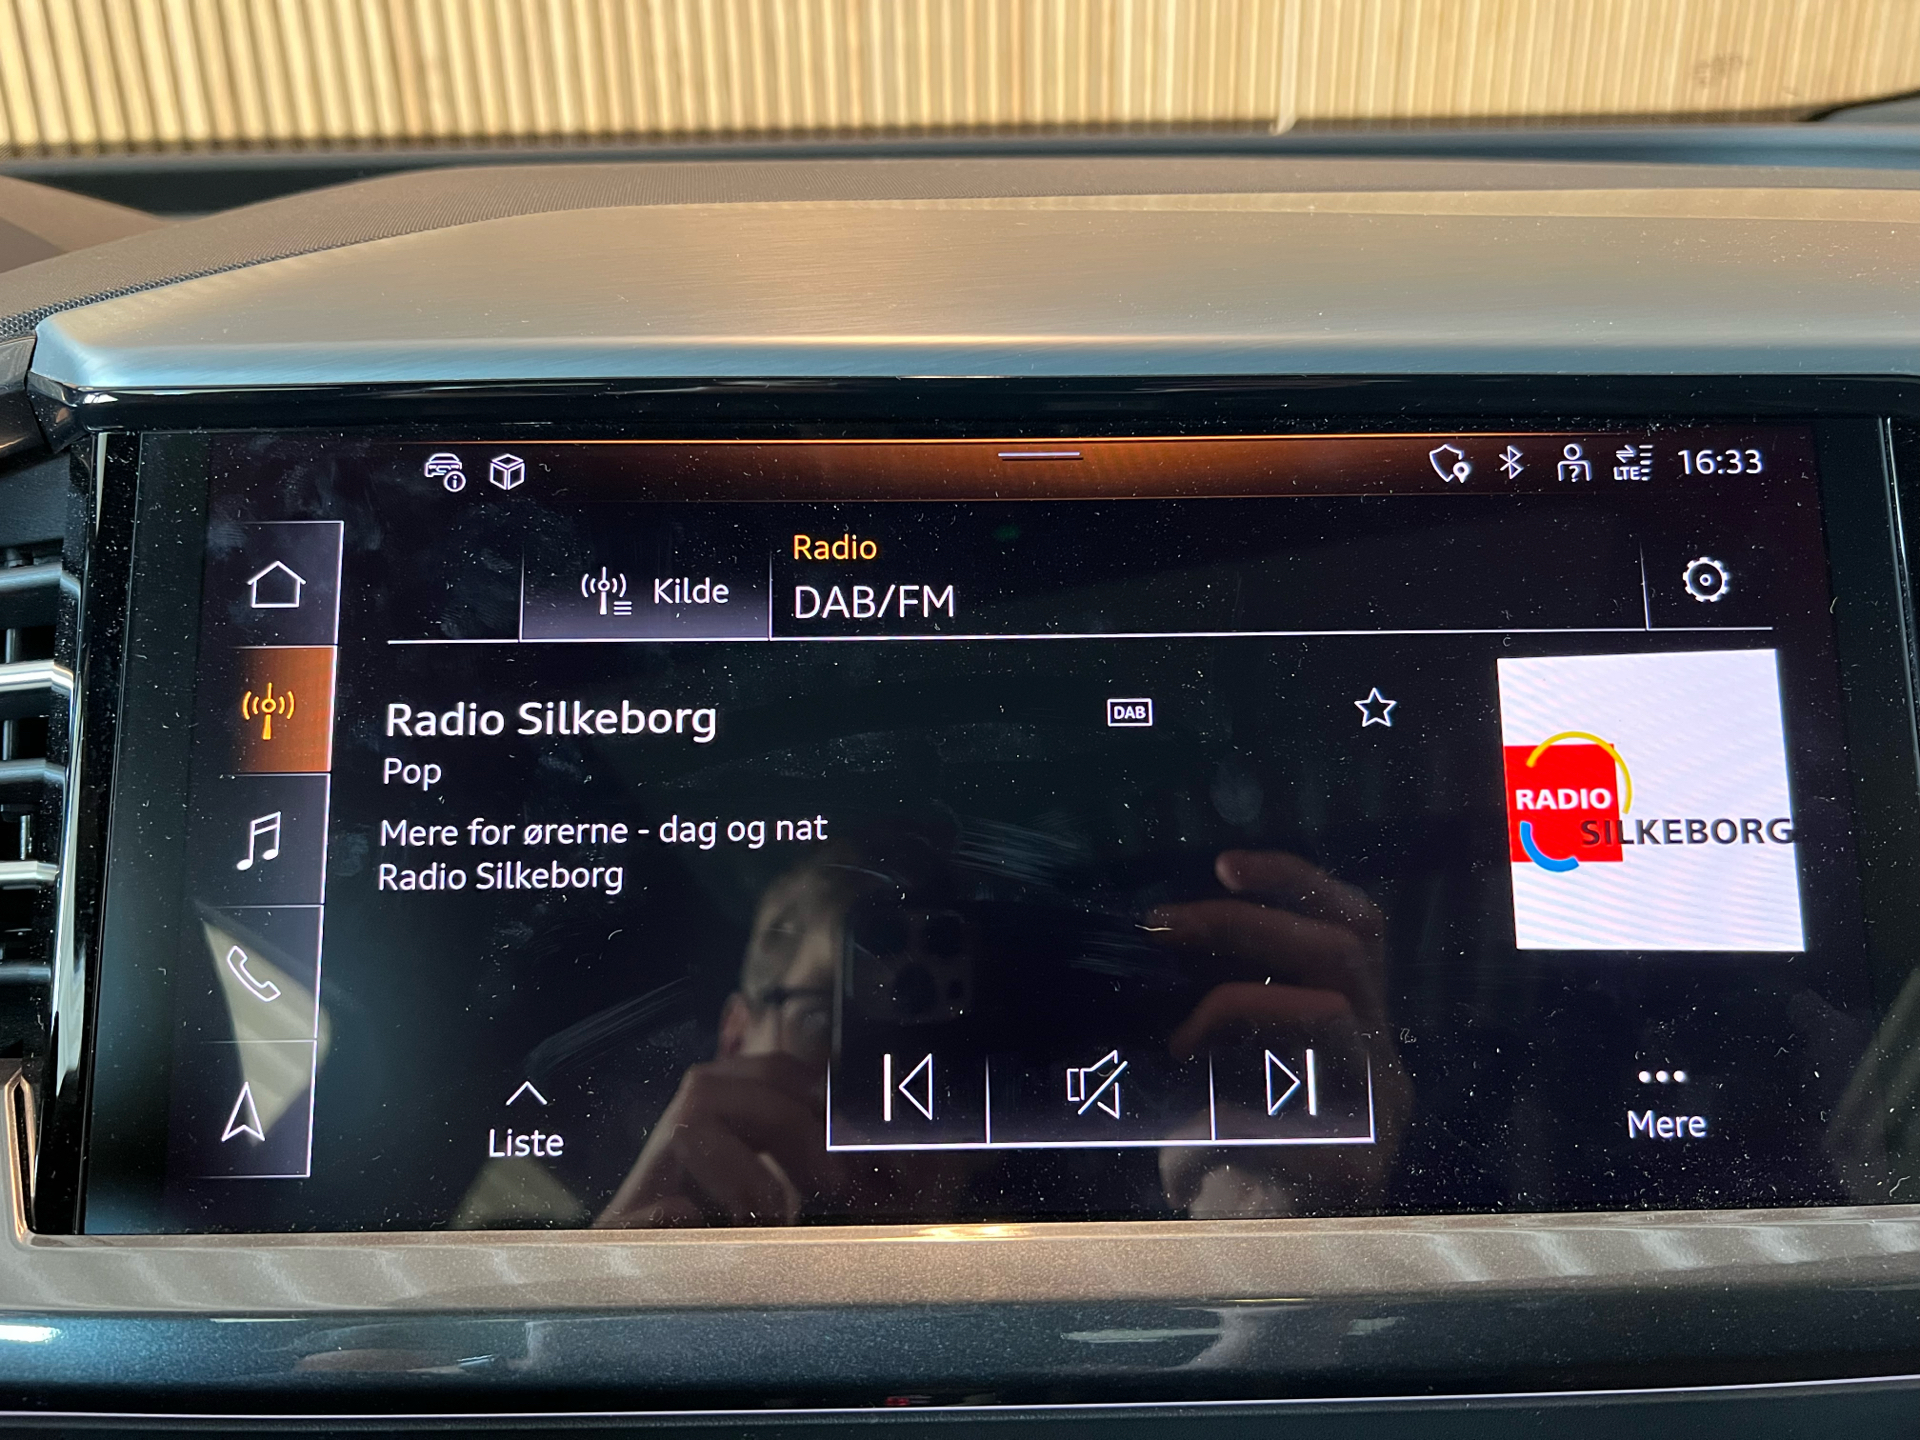 LTE
16:33
Radio
Kilde
DAB/FM
Radio Silkeborg
DAB
Pop
Mere for ørerne - dag og nat
Radio Silkeborg
RADIO
SILKEBORG
Liste
Mere